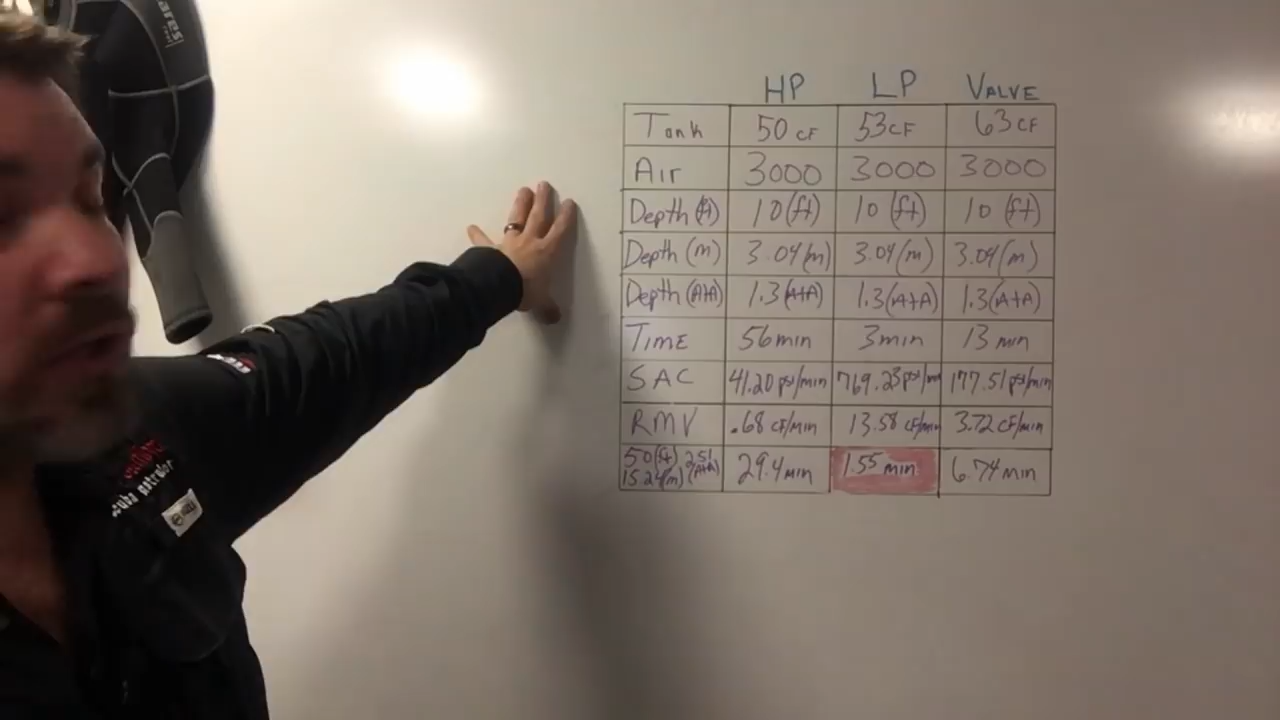 mares
HP LP VALVE
Tank 50 CF 53 CF 63 CF
Air 3000 3000 3000
Depth (ft) 10 (ft) 10 (ft) 10 (ft)
Depth (m) 3.04 (m) 3.04 (m) 3.04 (m)
Depth (AtA) 1.3 (AtA) 1.3 (AtA) 1.3 (AtA)
TIME 56 min 3 min 13 min
SAC 41.20 psi/min 769.23 psi/min 177.51 psi/min
RMV .68 CF/min 13.58 CF/min 3.72 CF/min
50 (ft) 2.51 29.4 min 1.55 min 6.74 min
15.24 (m) (AtA)